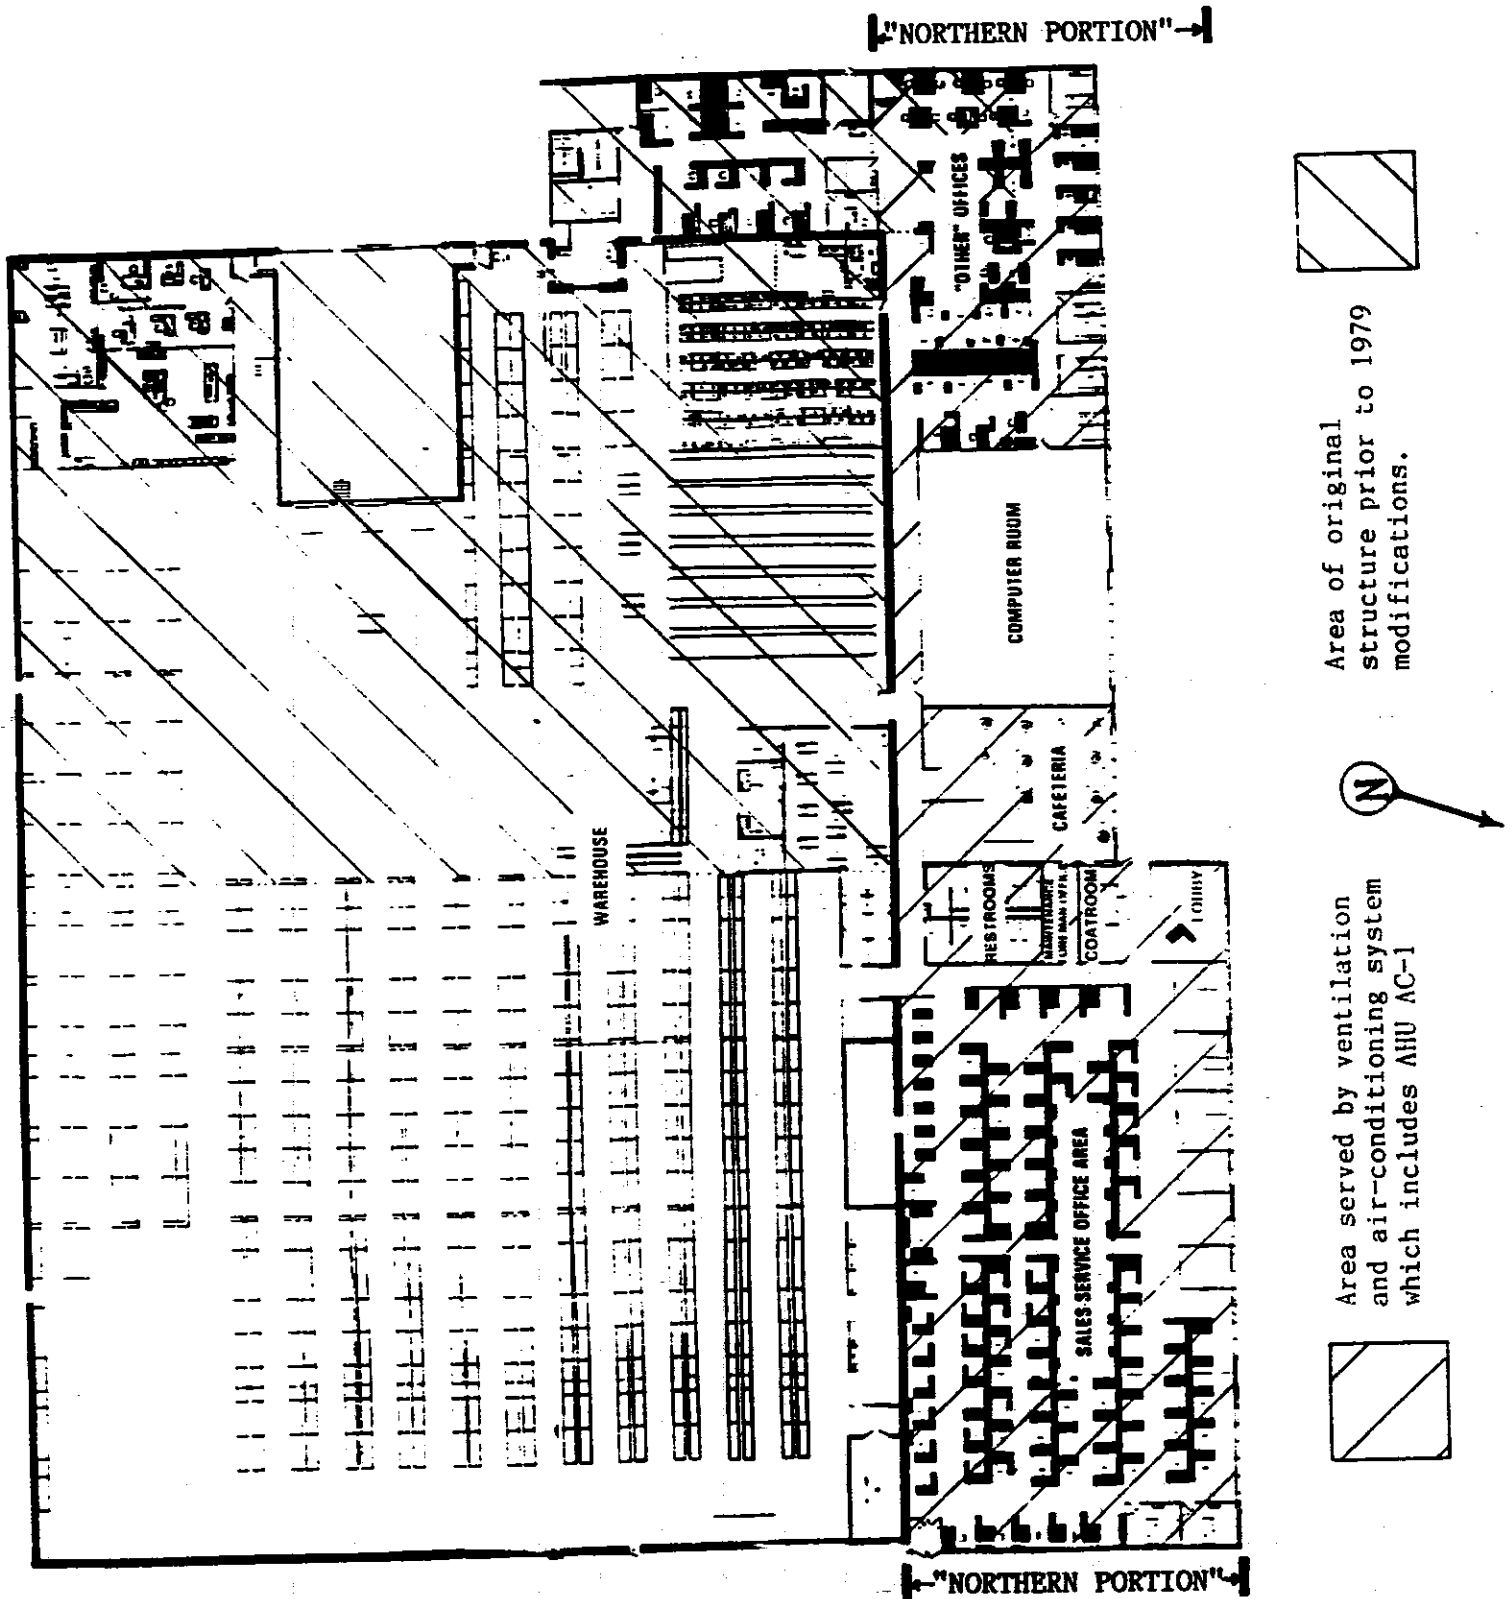 "NORTHERN PORTION"
"OTHER" OFFICES
COMPUTER ROOM
CAFETERIA
WAREHOUSE
RESTROOMS
MAINTENANCE
COATROOM
LOBBY
SALES-SERVICE OFFICE AREA
"NORTHERN PORTION"
Area served by ventilation
and air-conditioning system
which includes AHU AC-1
N
Area of original
structure prior to 1979
modifications.